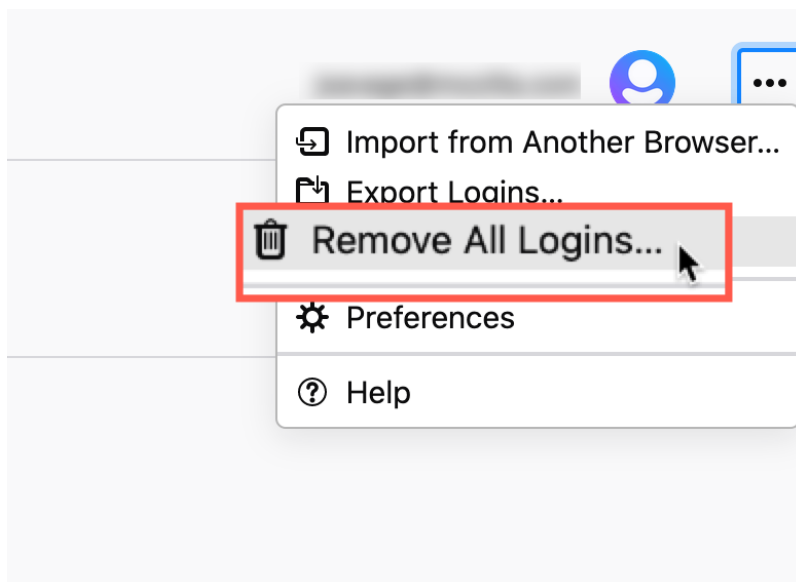 Import from Another Browser...
Export Logins...
Remove All Logins...
Preferences
Help